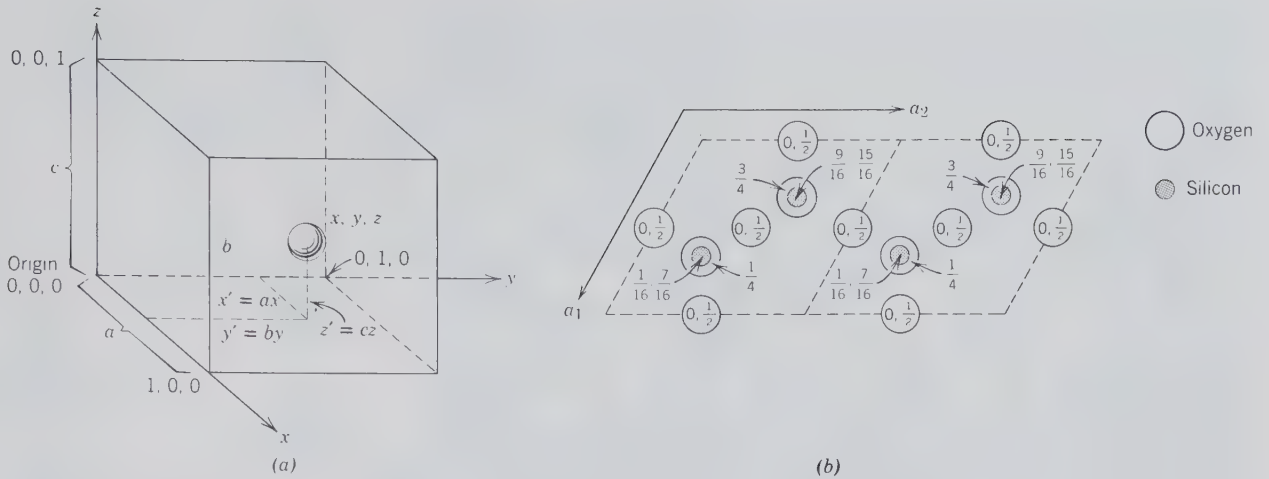 z
0, 0, 1
c
x, y, z
b
Origin
0, 0, 0
0, 1, 0
y
x' = ax
z' = cz
a
y' = by
1, 0, 0
x
(a)
a2
0, 1/2
0, 1/2
Oxygen
3/4
9/16, 15/16
3/4
9/16, 15/16
Silicon
0, 1/2
0, 1/2
0, 1/2
0, 1/2
0, 1/2
1/16, 7/16
1/4
1/16, 7/16
1/4
a1
0, 1/2
0, 1/2
(b)